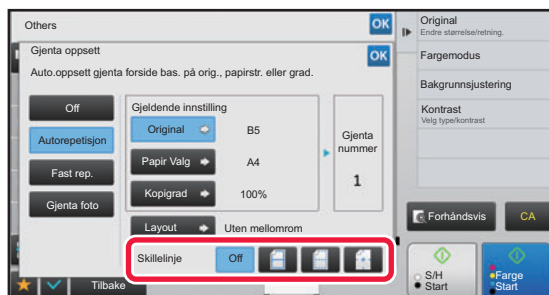 Others
OK
Gjenta oppsett
OK
Auto.oppsett gjenta forside bas. på orig., papirstr. eller grad.
Off
Autorepetisjon
Fast rep.
Gjenta foto
Gjeldende innstilling
Original
B5
Papir Valg
A4
Kopigrad
100%
Gjenta
nummer
1
Layout
Uten mellomrom
Skillelinje
Off
Tilbake
Original
Endre størrelse/retning.
Fargemodus
Bakgrunnsjustering
Kontrast
Velg type/kontrast
Forhåndsvis
CA
S/H
Start
Farge
Start